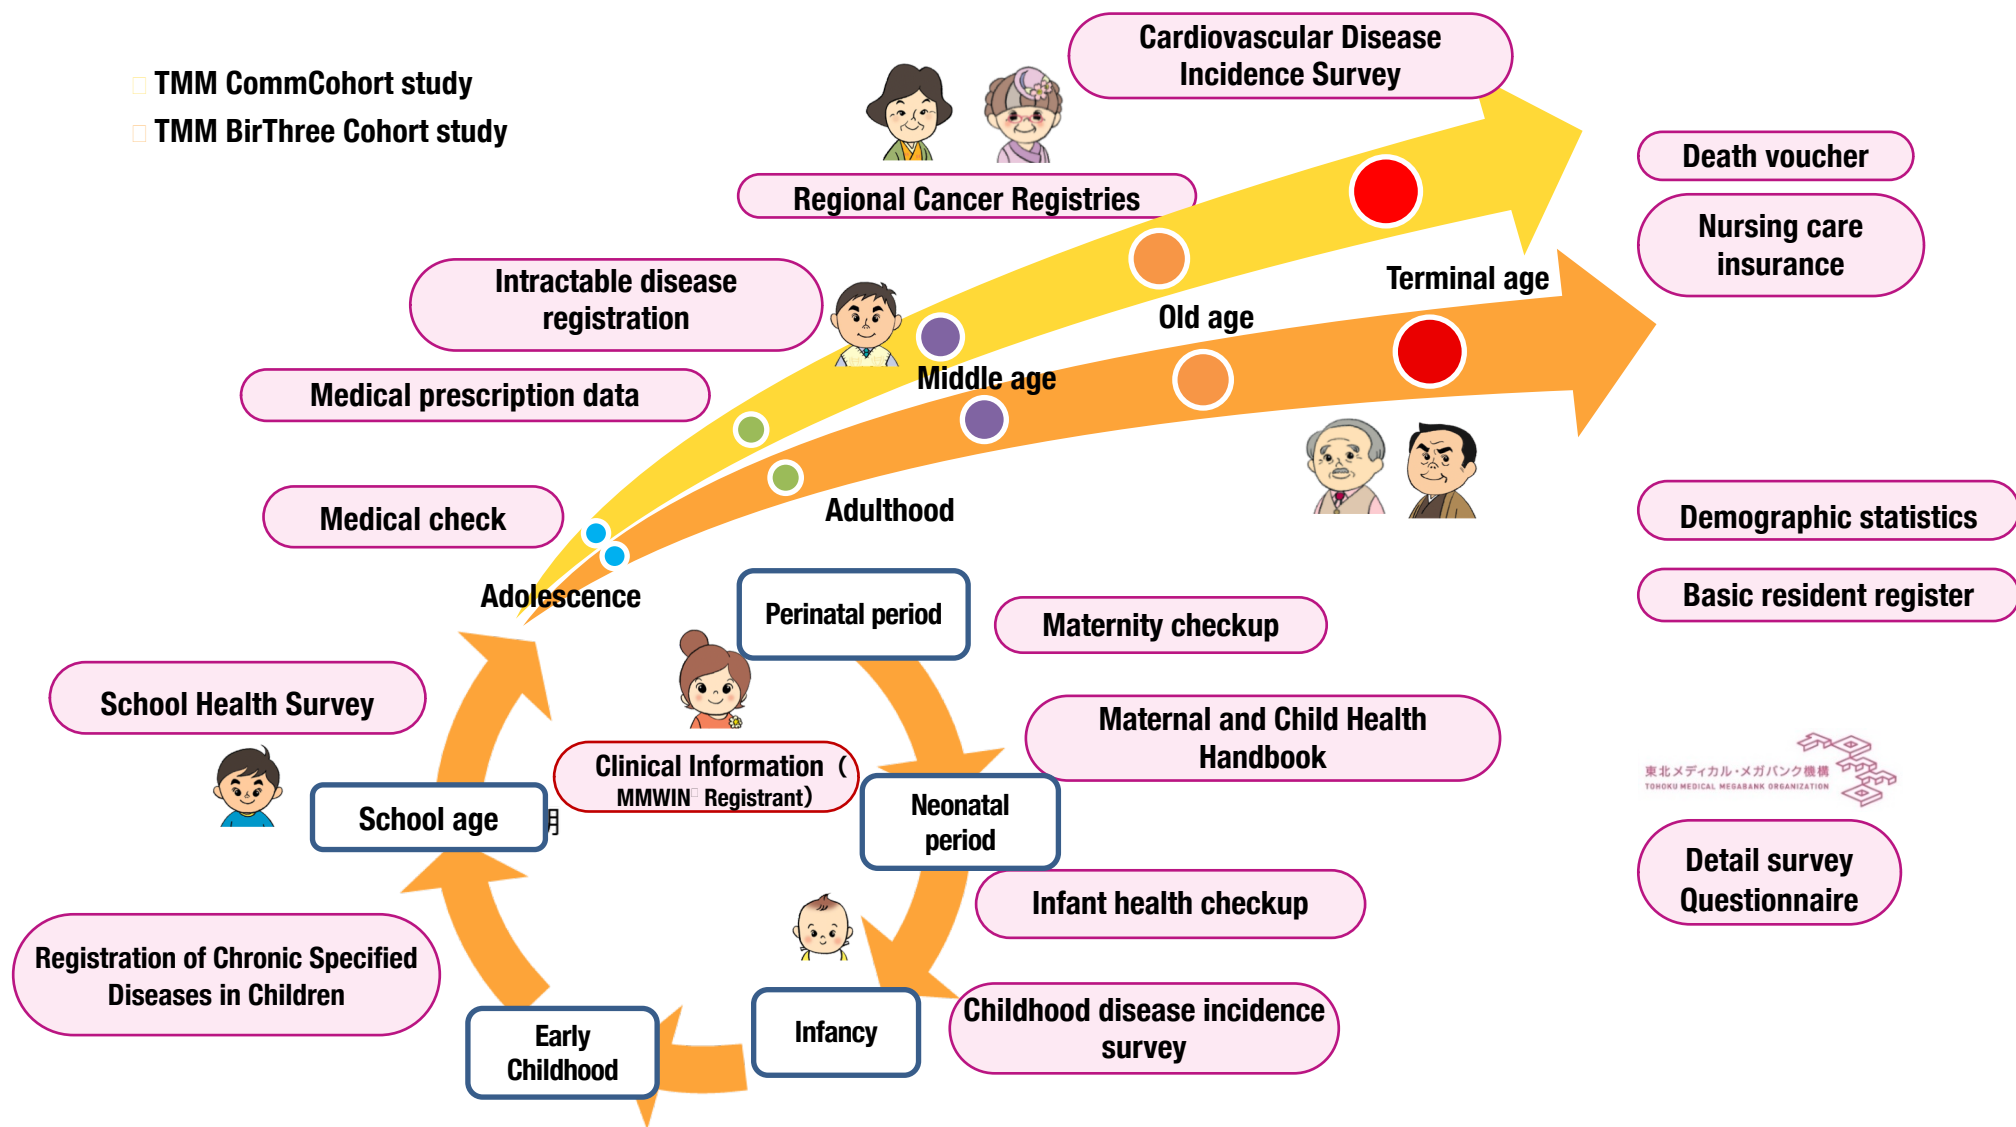 TMM CommCohort study
TMM BirThree Cohort study
Cardiovascular Disease
Incidence Survey
Death voucher
Regional Cancer Registries
Nursing care
insurance
Intractable disease
registration
Terminal age
Old age
Middle age
Medical prescription data
Medical check
Adulthood
Demographic statistics
Adolescence
Basic resident register
Perinatal period
Maternity checkup
School Health Survey
Maternal and Child Health
Handbook
Clinical Information (
MMWIN Registrant)
東北メディカル・メガバンク機構
TOHOKU MEDICAL MEGABANK ORGANIZATION
School age
Neonatal
period
Detail survey
Questionnaire
Infant health checkup
Registration of Chronic Specified
Diseases in Children
Childhood disease incidence
survey
Early
Childhood
Infancy